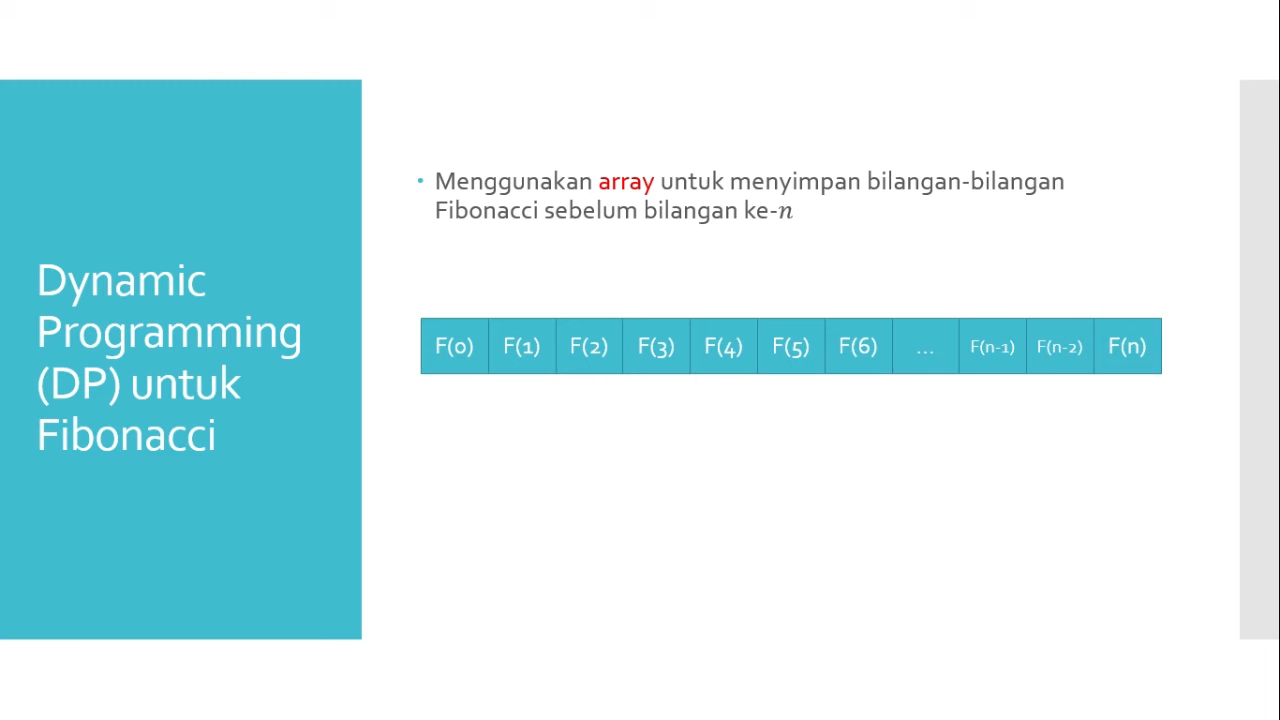 Dynamic
Programming
(DP) untuk
Fibonacci
▪ Menggunakan array untuk menyimpan bilangan-bilangan
Fibonacci sebelum bilangan ke-n
F(0) F(1) F(2) F(3) F(4) F(5) F(6) ... F(n-1) F(n-2) F(n)